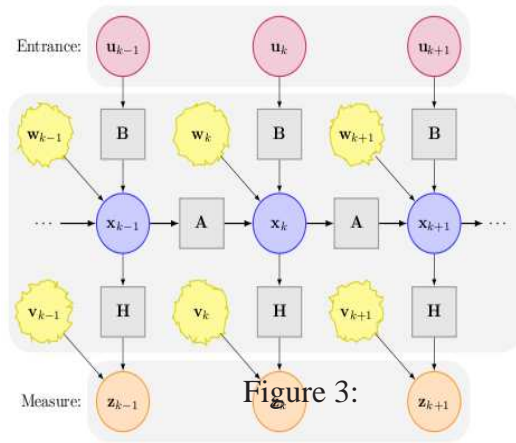 Entrance: u_{k−1} u_k u_{k+1}
w_{k−1} B w_k B w_{k+1} B
⋯ x_{k−1} A x_k A x_{k+1} ⋯
v_{k−1} H v_k H v_{k+1} H
Measure: z_{k−1} z_k z_{k+1}
Figure 3: